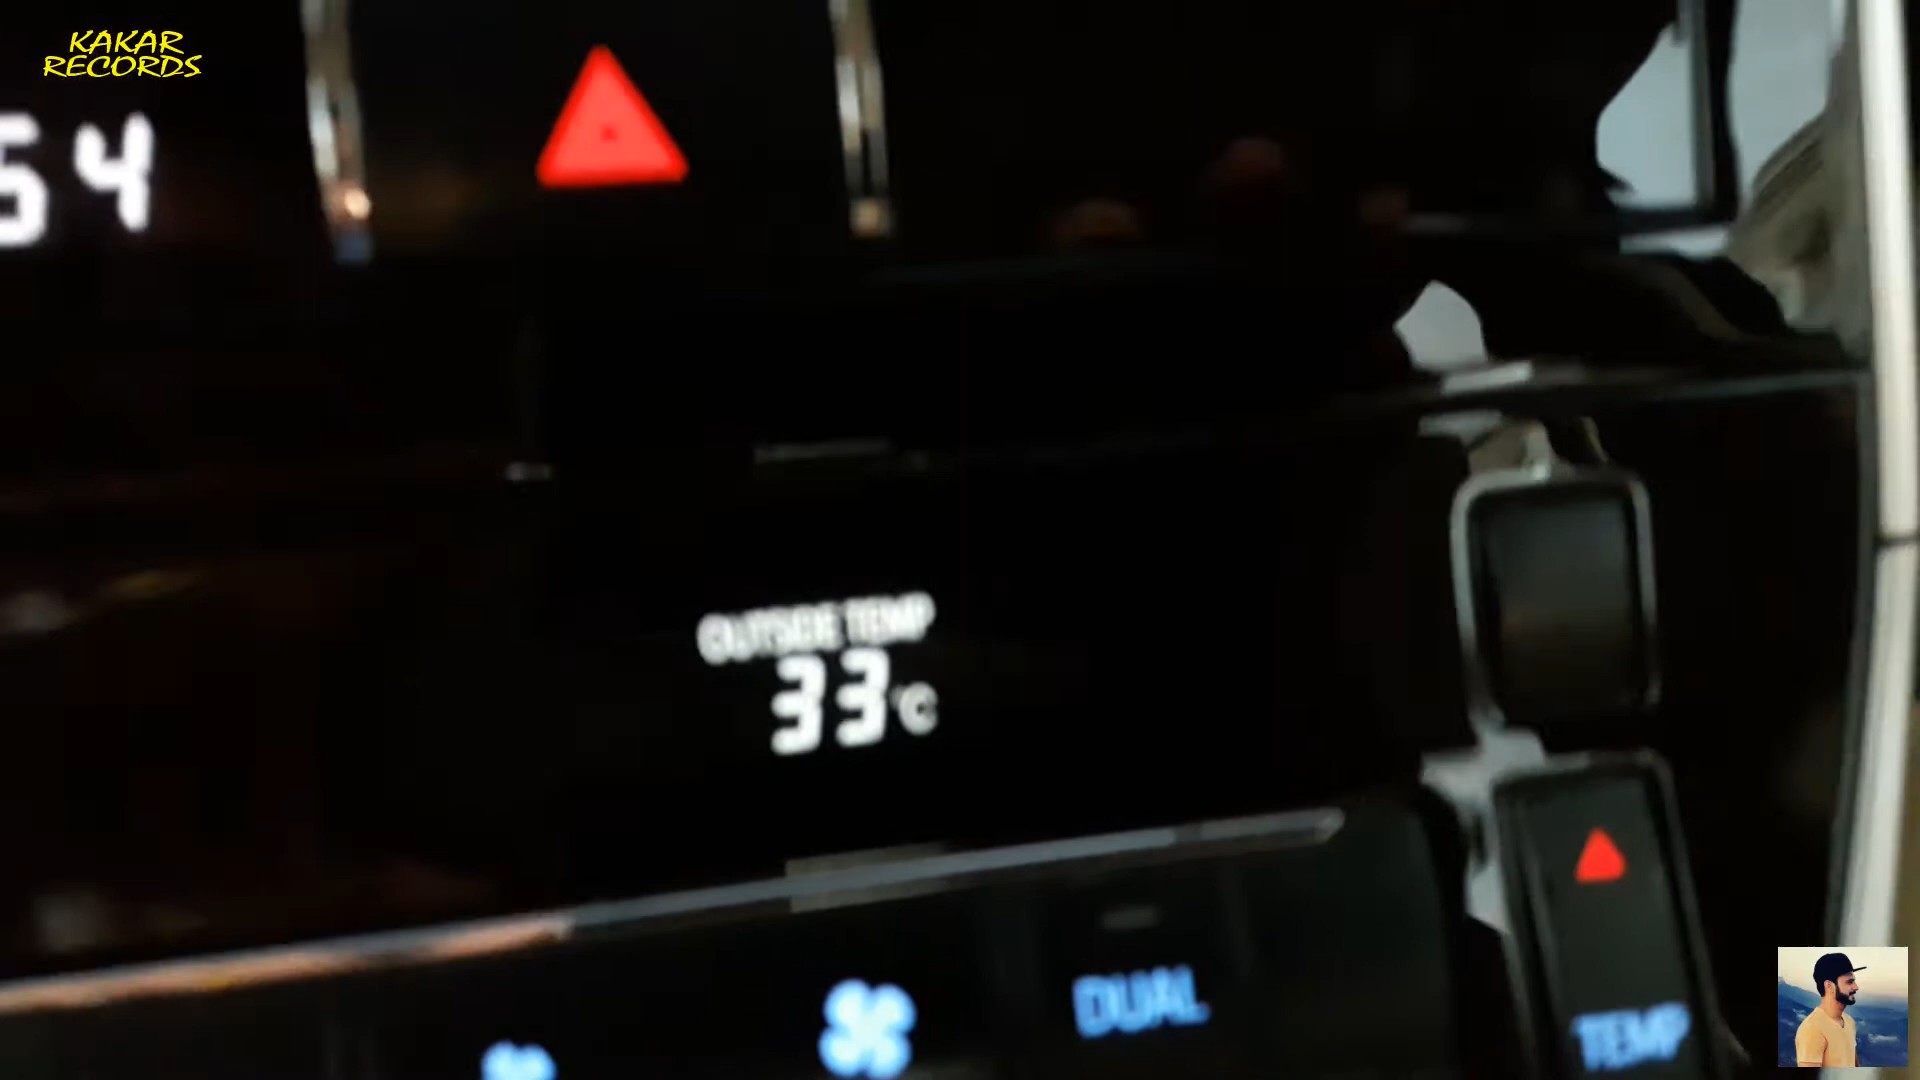 KAKAR
RECORDS
54
OUTSIDE TEMP
33°C
DUAL
TEMP